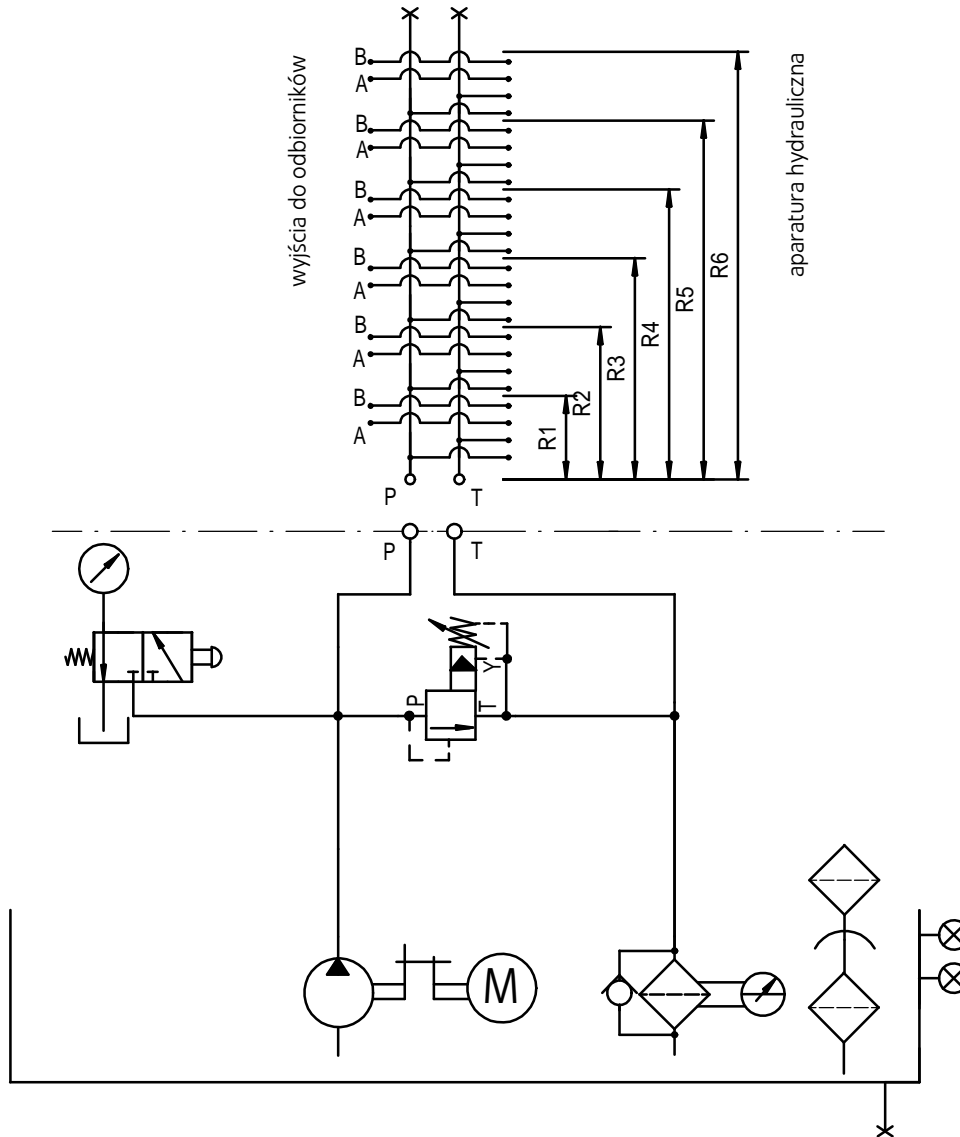 wyjścia do odbiorników
aparatura hydrauliczna
B
A
B
A
B
A
B
A
B
A
B
A
R6
R5
R4
R3
R2
R1
P
T
P
T
P
T
Y
M